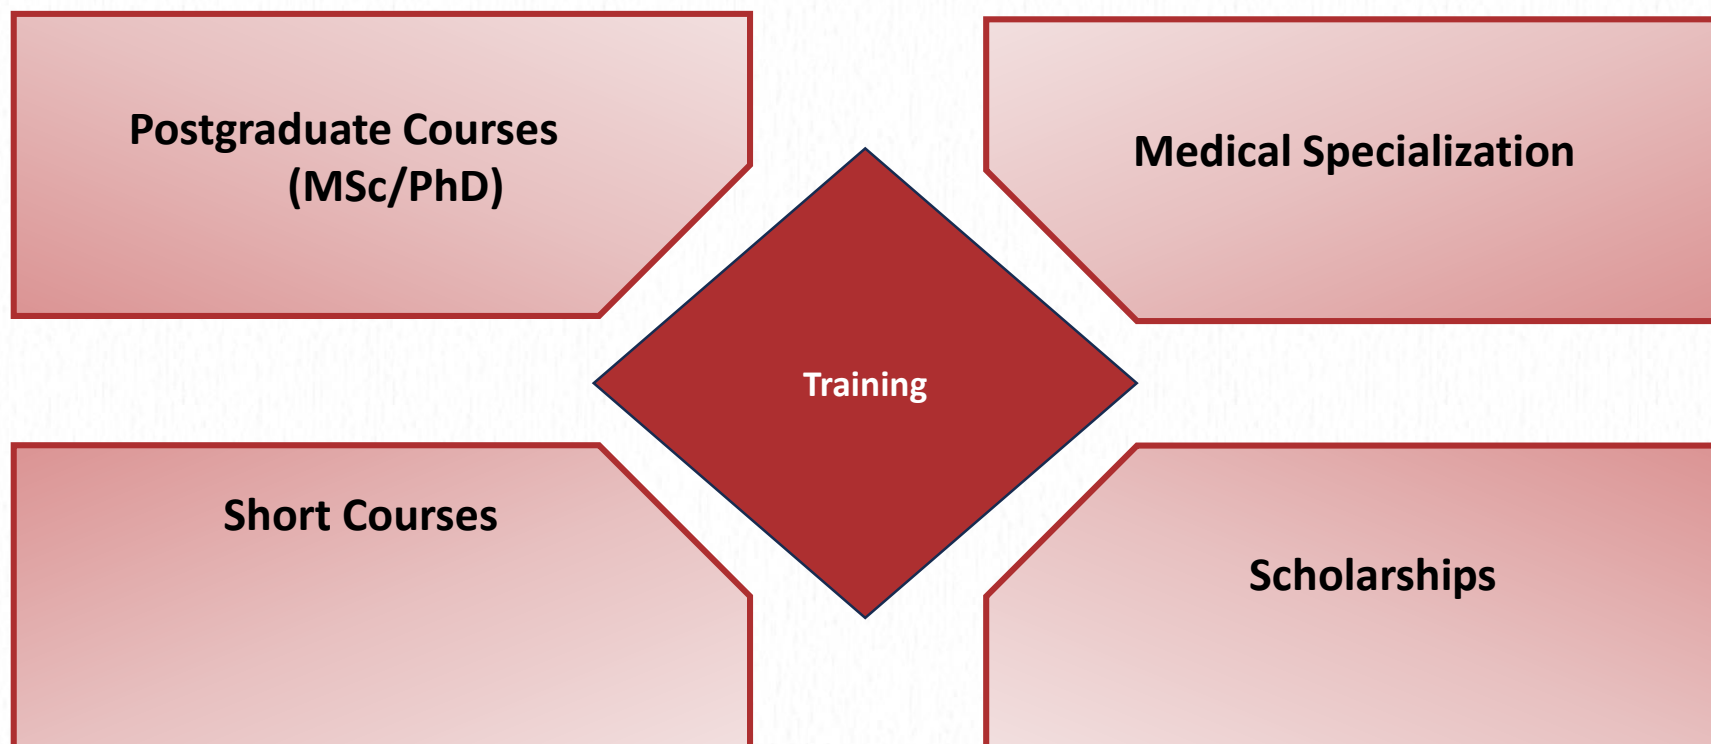 Postgraduate Courses
(MSc/PhD)
Medical Specialization
Training
Short Courses
Scholarships